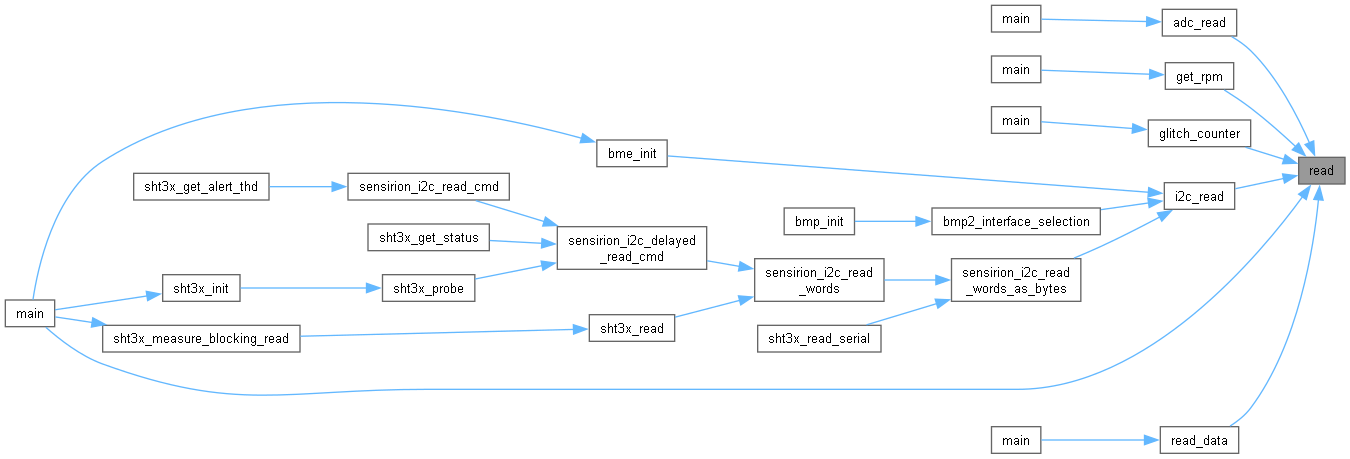 main
adc_read
main
get_rpm
main
glitch_counter
bme_init
read
sht3x_get_alert_thd
sensirion_i2c_read_cmd
i2c_read
bmp_init
bmp2_interface_selection
sht3x_get_status
sensirion_i2c_delayed
_read_cmd
sensirion_i2c_read
_words
sensirion_i2c_read
_words_as_bytes
sht3x_init
sht3x_probe
main
sht3x_measure_blocking_read
sht3x_read
sht3x_read_serial
main
read_data